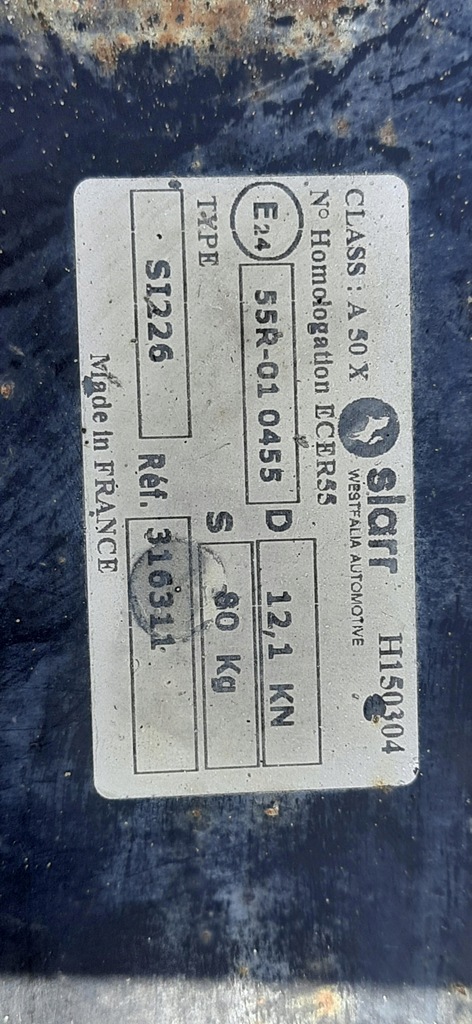 siarr H150304
WESTFALIA AUTOMOTIVE
CLASS : A 50 X
N° Homologation ECER55
E24 55R-01 0455 D 12,1 KN
TYPE S 80 Kg
SI226 Réf. 316311
Made in FRANCE